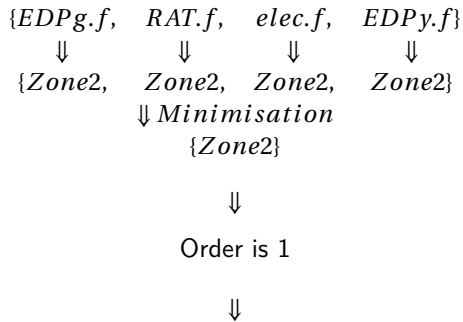 {EDPg.f, RAT.f, elec.f, EDPy.f}
⇓ ⇓ ⇓ ⇓
{Zone2, Zone2, Zone2, Zone2}
⇓ Minimisation
{Zone2}
⇓
Order is 1
⇓